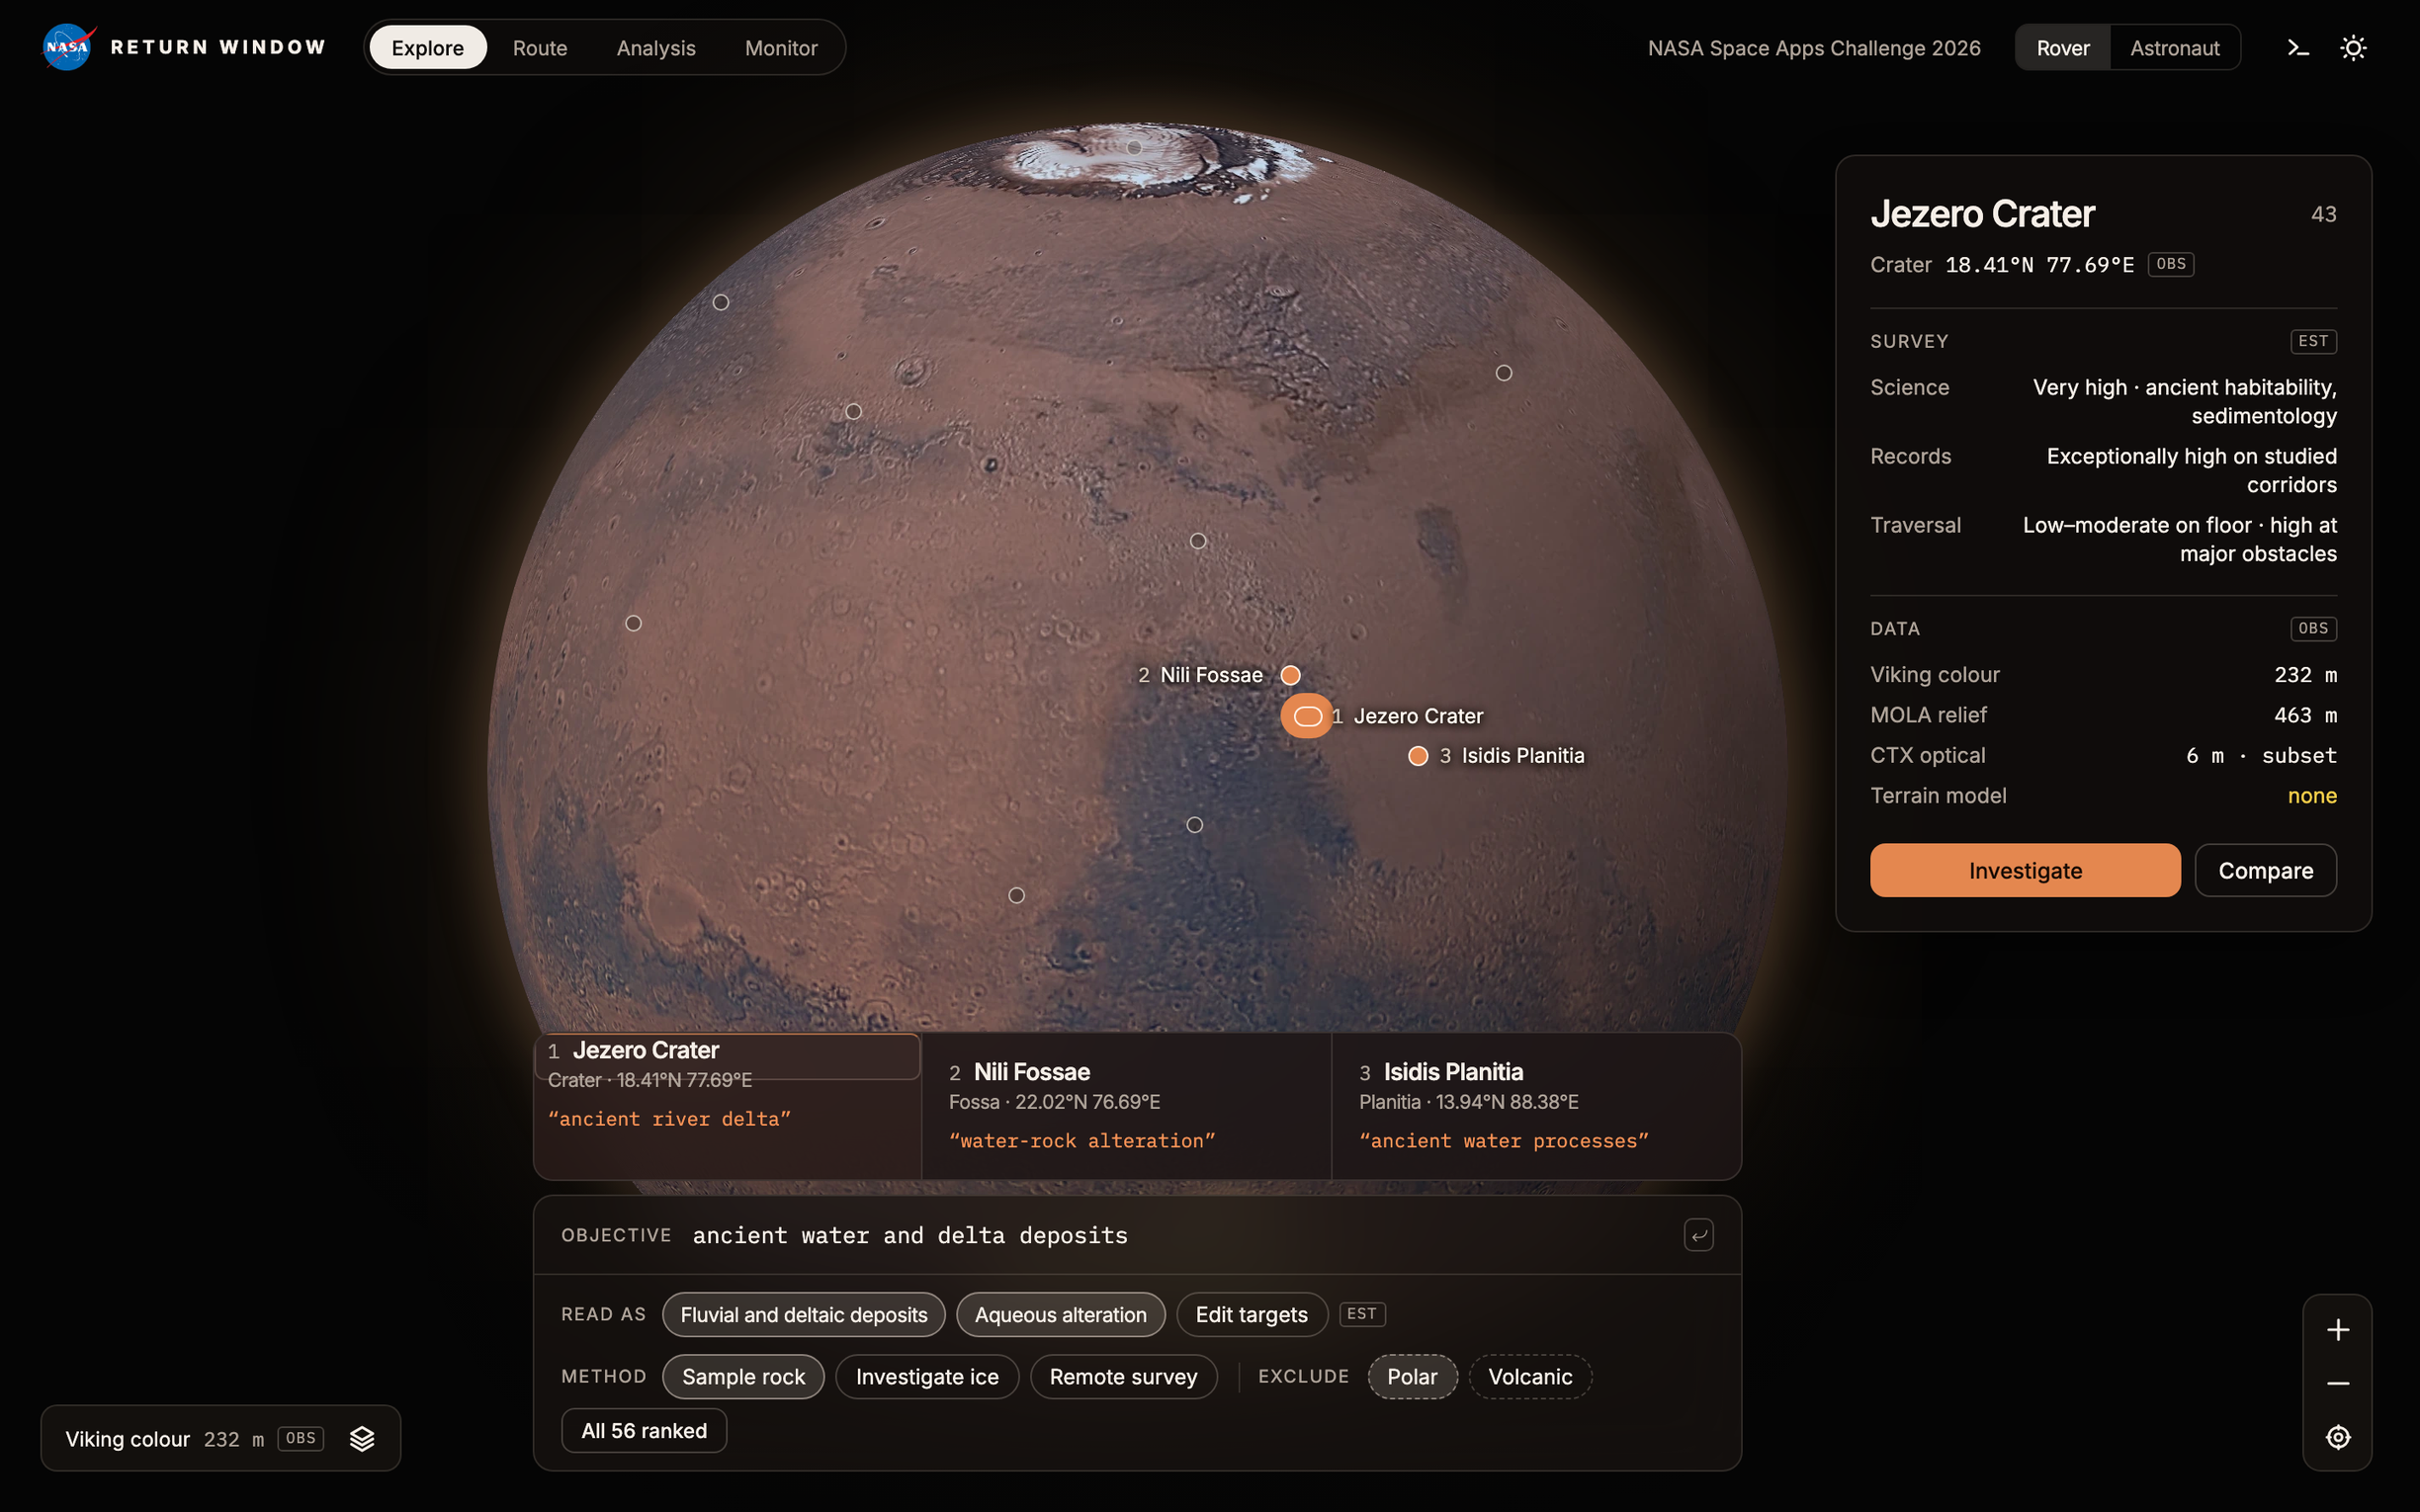 NASA
RETURN WINDOW
Explore
Route
Analysis
Monitor
NASA Space Apps Challenge 2026
Rover
Astronaut
Jezero Crater
43
Crater 18.41°N 77.69°E OBS
SURVEY
EST
Science
Very high · ancient habitability,
sedimentology
Records
Exceptionally high on studied
corridors
Traversal
Low–moderate on floor · high at
major obstacles
DATA
OBS
Viking colour
232 m
MOLA relief
463 m
CTX optical
6 m · subset
Terrain model
none
Investigate
Compare
2 Nili Fossae
1 Jezero Crater
3 Isidis Planitia
1 Jezero Crater
Crater · 18.41°N 77.69°E
“ancient river delta”
2 Nili Fossae
Fossa · 22.02°N 76.69°E
“water-rock alteration”
3 Isidis Planitia
Planitia · 13.94°N 88.38°E
“ancient water processes”
OBJECTIVE ancient water and delta deposits
READ AS Fluvial and deltaic deposits Aqueous alteration Edit targets EST
METHOD Sample rock Investigate ice Remote survey EXCLUDE Polar Volcanic
All 56 ranked
Viking colour 232 m OBS